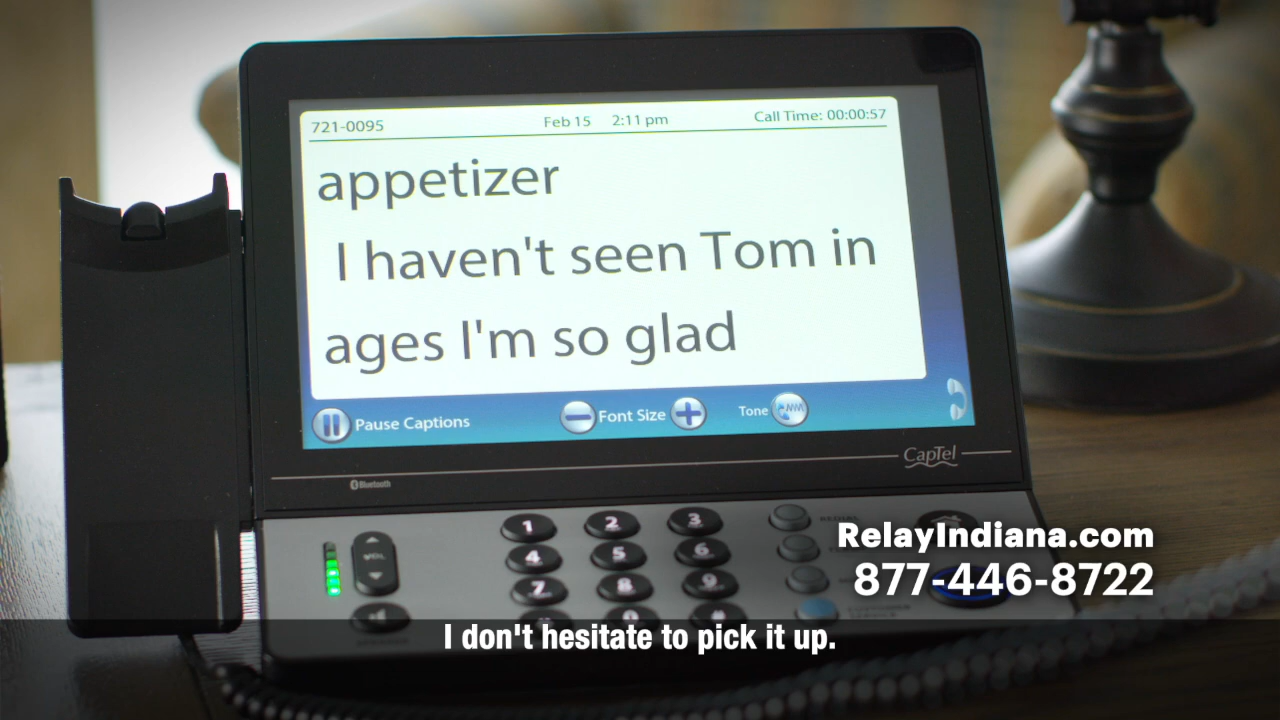 721-0095 Feb 15 2:11 pm Call Time: 00:00:57
appetizer
I haven't seen Tom in
ages I'm so glad
Pause Captions
Font Size
Tone
CapTel
Bluetooth
VOL
1 2 3
4 5 6
7 8 9
RelayIndiana.com
877-446-8722
I don't hesitate to pick it up.